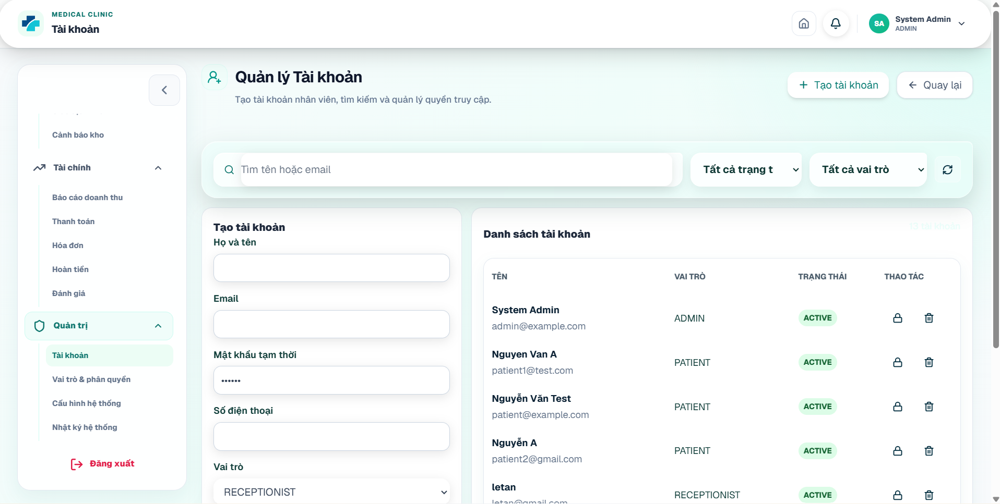 MEDICAL CLINIC
Tài khoản
SA
System Admin
ADMIN
Cảnh báo kho
Tài chính
Báo cáo doanh thu
Thanh toán
Hóa đơn
Hoàn tiền
Đánh giá
Quản trị
Tài khoản
Vai trò & phân quyền
Cấu hình hệ thống
Nhật ký hệ thống
Đăng xuất
Quản lý Tài khoản
Tạo tài khoản nhân viên, tìm kiếm và quản lý quyền truy cập.
Tạo tài khoản
Quay lại
Tìm tên hoặc email
Tất cả trạng t
Tất cả vai trò
Tạo tài khoản
Họ và tên
Email
Mật khẩu tạm thời
••••••
Số điện thoại
Vai trò
RECEPTIONIST
Danh sách tài khoản
13 tài khoản
TÊN VAI TRÒ TRẠNG THÁI THAO TÁC
System Admin
admin@example.com
ADMIN
ACTIVE
Nguyen Van A
patient1@test.com
PATIENT
ACTIVE
Nguyễn Văn Test
patient@example.com
PATIENT
ACTIVE
Nguyễn A
patient2@gmail.com
PATIENT
ACTIVE
letan
letan@gmail.com
RECEPTIONIST
ACTIVE